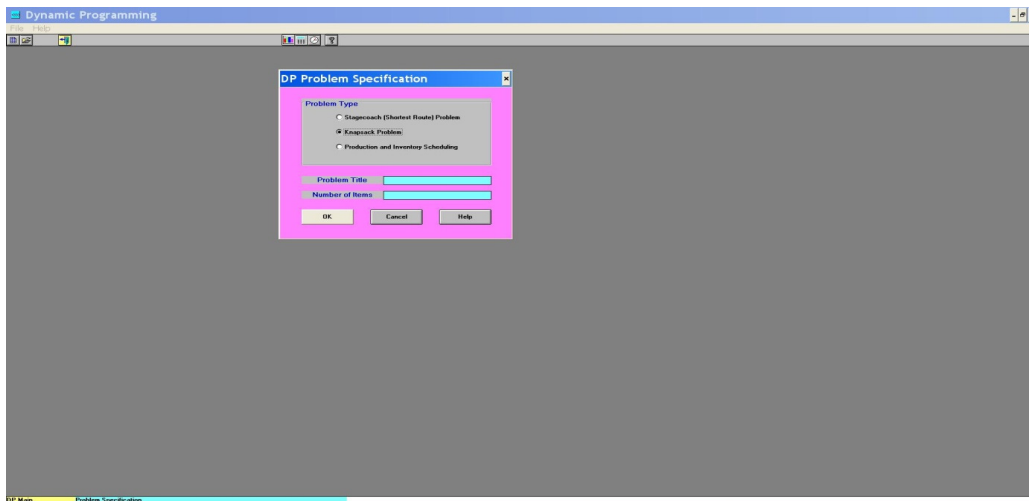 Dynamic Programming
File Help
DP Problem Specification
Problem Type
Stagecoach (Shortest Route) Problem
Knapsack Problem
Production and Inventory Scheduling
Problem Title
Number of Items
OK Cancel Help
DP Main Problem Specification